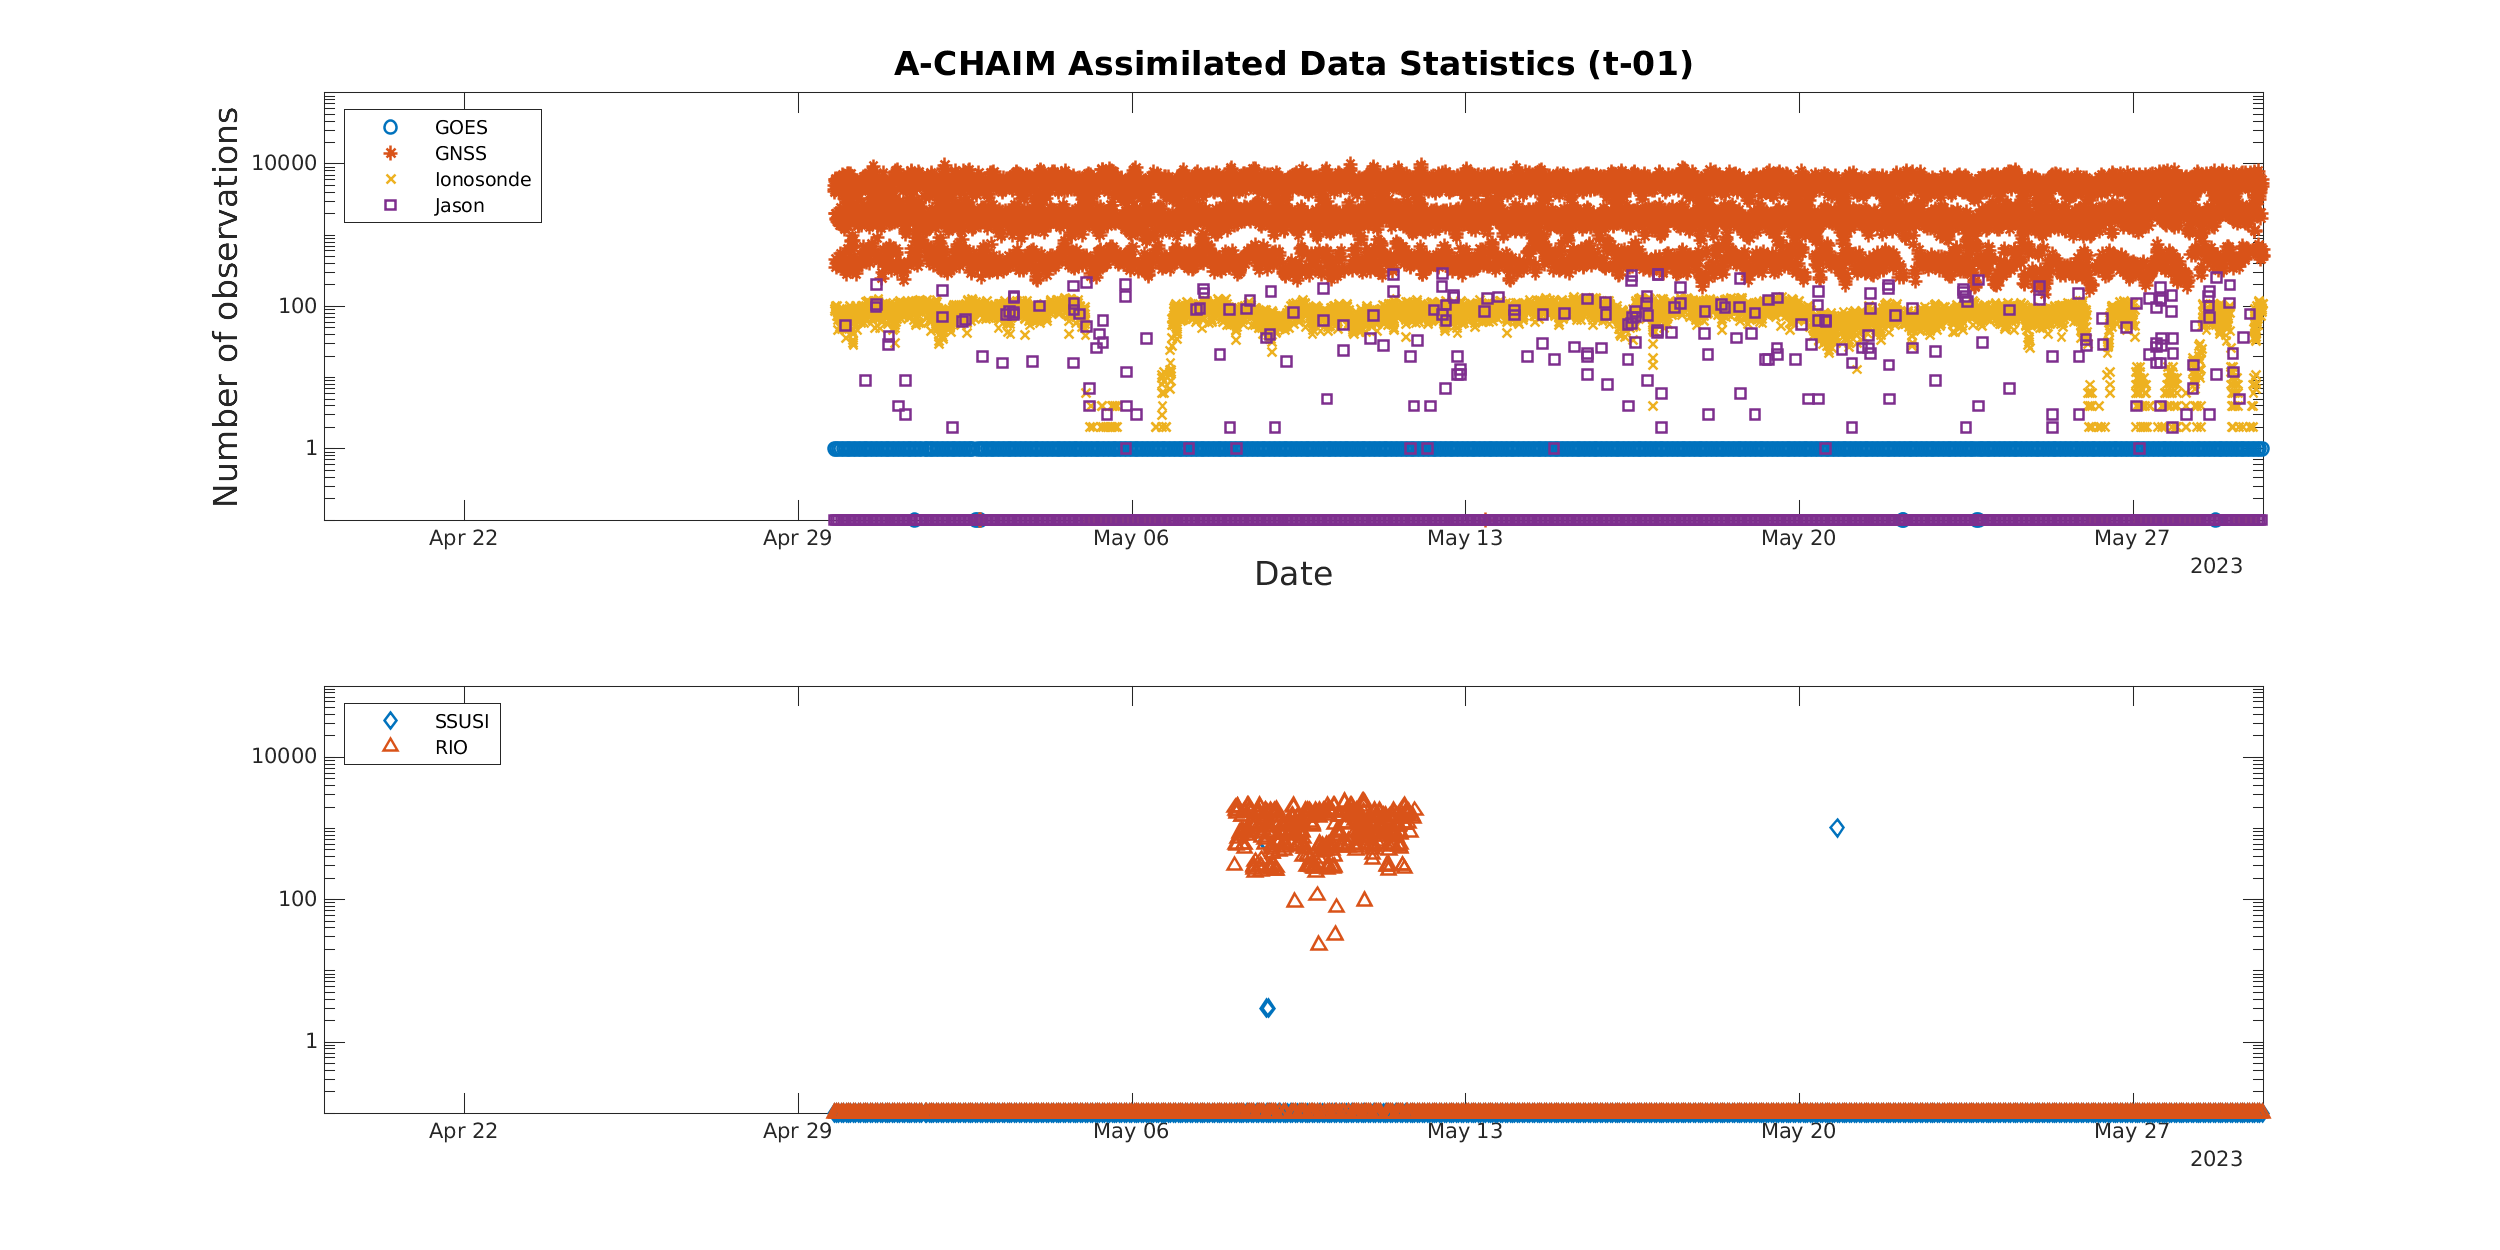 A-CHAIM Assimilated Data Statistics (t-01)
Number of observations
10000
100
1
GOES
GNSS
Ionosonde
Jason
Apr 22
Apr 29
May 06
May 13
May 20
May 27
2023
Date
10000
100
1
SSUSI
RIO
Apr 22
Apr 29
May 06
May 13
May 20
May 27
2023